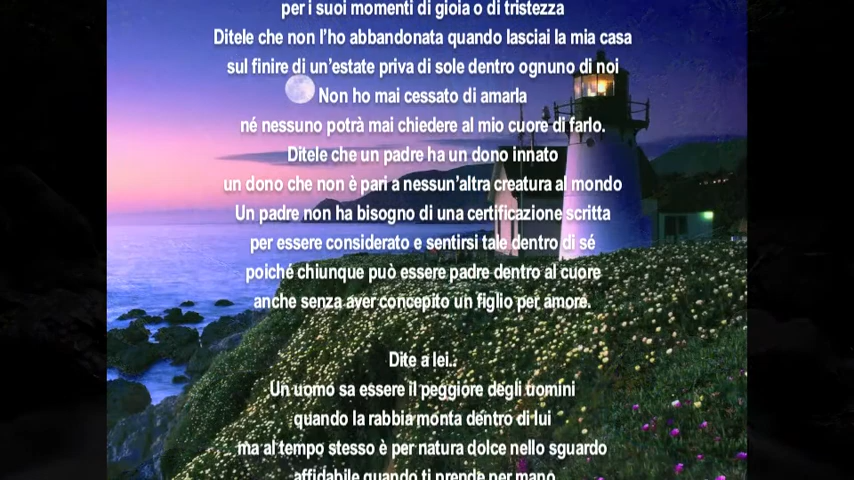 per i suoi momenti di gioia o di tristezza
Ditele che non l'ho abbandonata quando lasciai la mia casa
sul finire di un'estate priva di sole dentro ognuno di noi
Non ho mai cessato di amarla
né nessuno potrà mai chiedere al mio cuore di farlo.
Ditele che un padre ha un dono innato
un dono che non è pari a nessun'altra creatura al mondo
Un padre non ha bisogno di una certificazione scritta
per essere considerato e sentirsi tale dentro di sé
poiché chiunque può essere padre dentro al cuore
anche senza aver concepito un figlio per amore.
Dite a lei..
Un uomo sa essere il peggiore degli uomini
quando la rabbia monta dentro di lui
ma al tempo stesso è per natura dolce nello sguardo
affidabile quando ti prende per mano